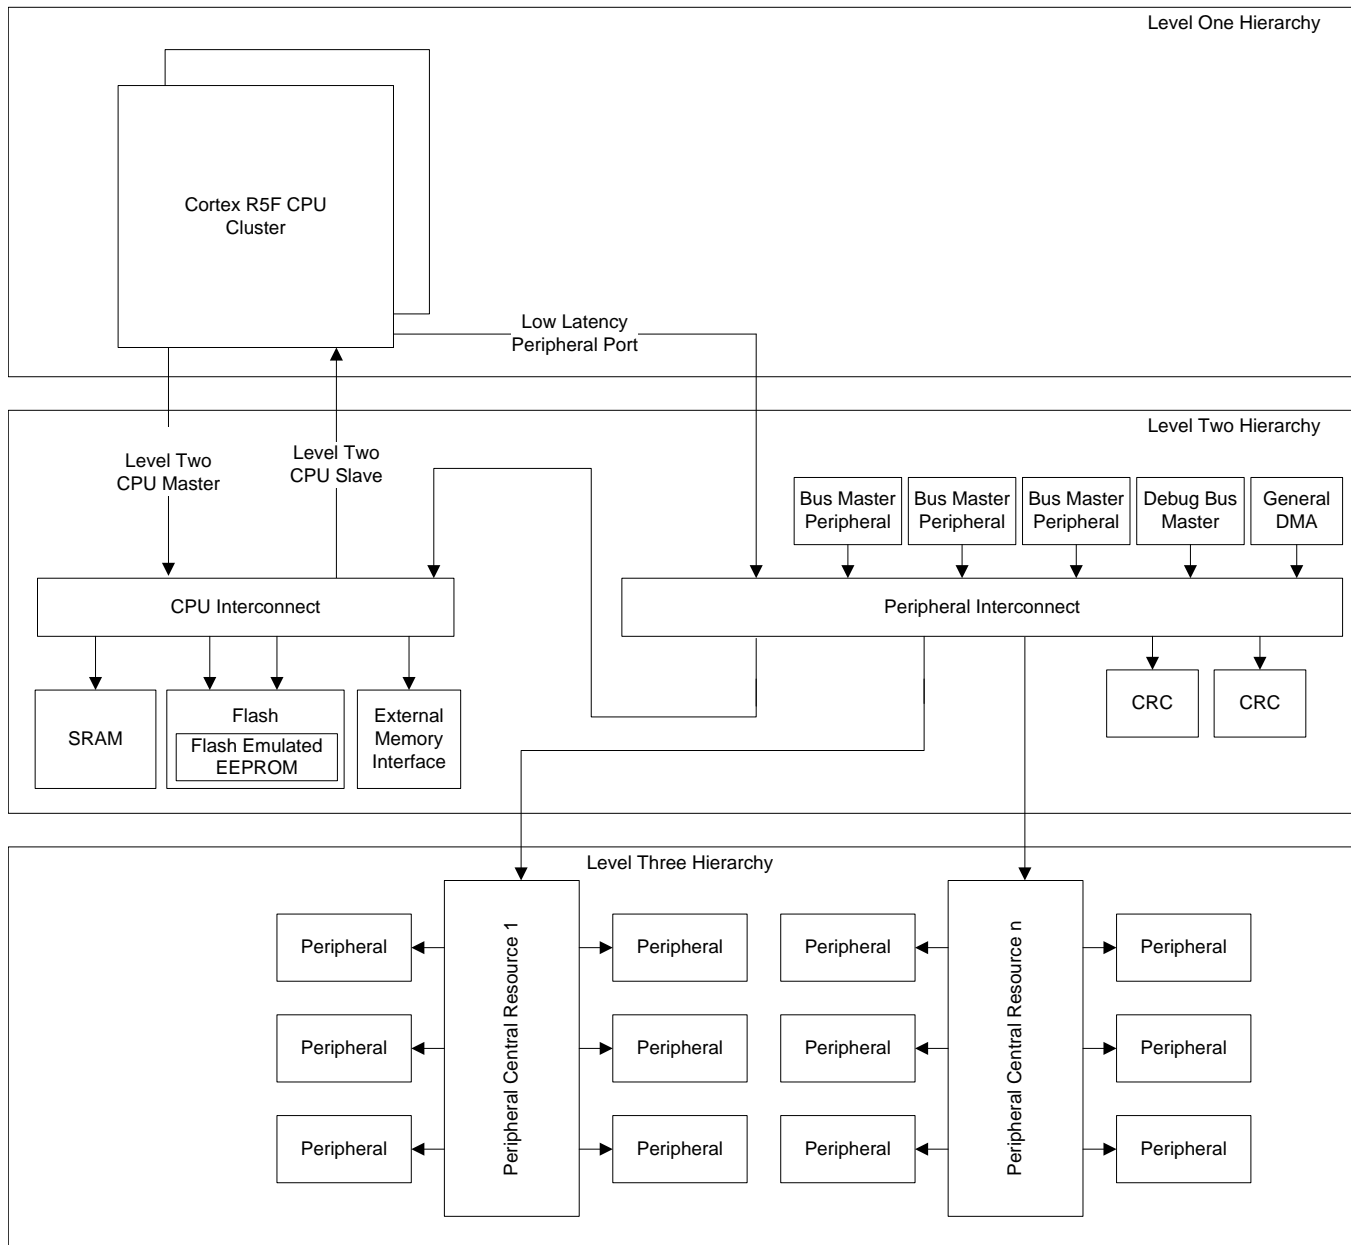 Level One Hierarchy
Cortex R5F CPU
Cluster
Low Latency
Peripheral Port
Level Two Hierarchy
Level Two
CPU Master
Level Two
CPU Slave
Bus Master
Peripheral
Bus Master
Peripheral
Bus Master
Peripheral
Debug Bus
Master
General
DMA
CPU Interconnect
Peripheral Interconnect
SRAM
Flash
Flash Emulated
EEPROM
External
Memory
Interface
CRC
CRC
Level Three Hierarchy
Peripheral
Peripheral
Peripheral
Peripheral Central Resource 1
Peripheral
Peripheral
Peripheral
Peripheral
Peripheral
Peripheral
Peripheral Central Resource n
Peripheral
Peripheral
Peripheral